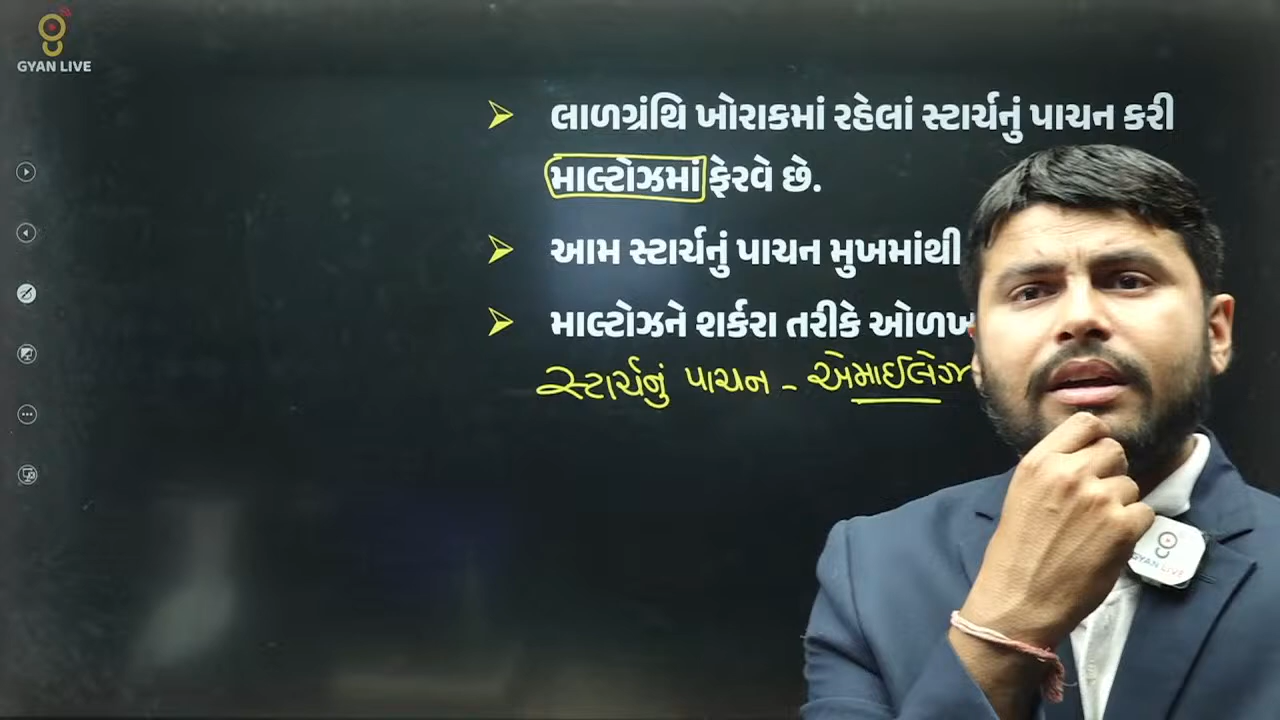 GYAN LIVE
લાળગ્રંથિ ખોરાકમાં રહેલાં સ્ટાર્ચનું પાચન કરી
માલ્ટોઝમાં ફેરવે છે.
આમ સ્ટાર્ચનું પાચન મુખમાંથી
માલ્ટોઝને શર્કરા તરીકે
સ્ટાર્ચનું પાચન - એમાઈલેઝ
GYAN LIVE